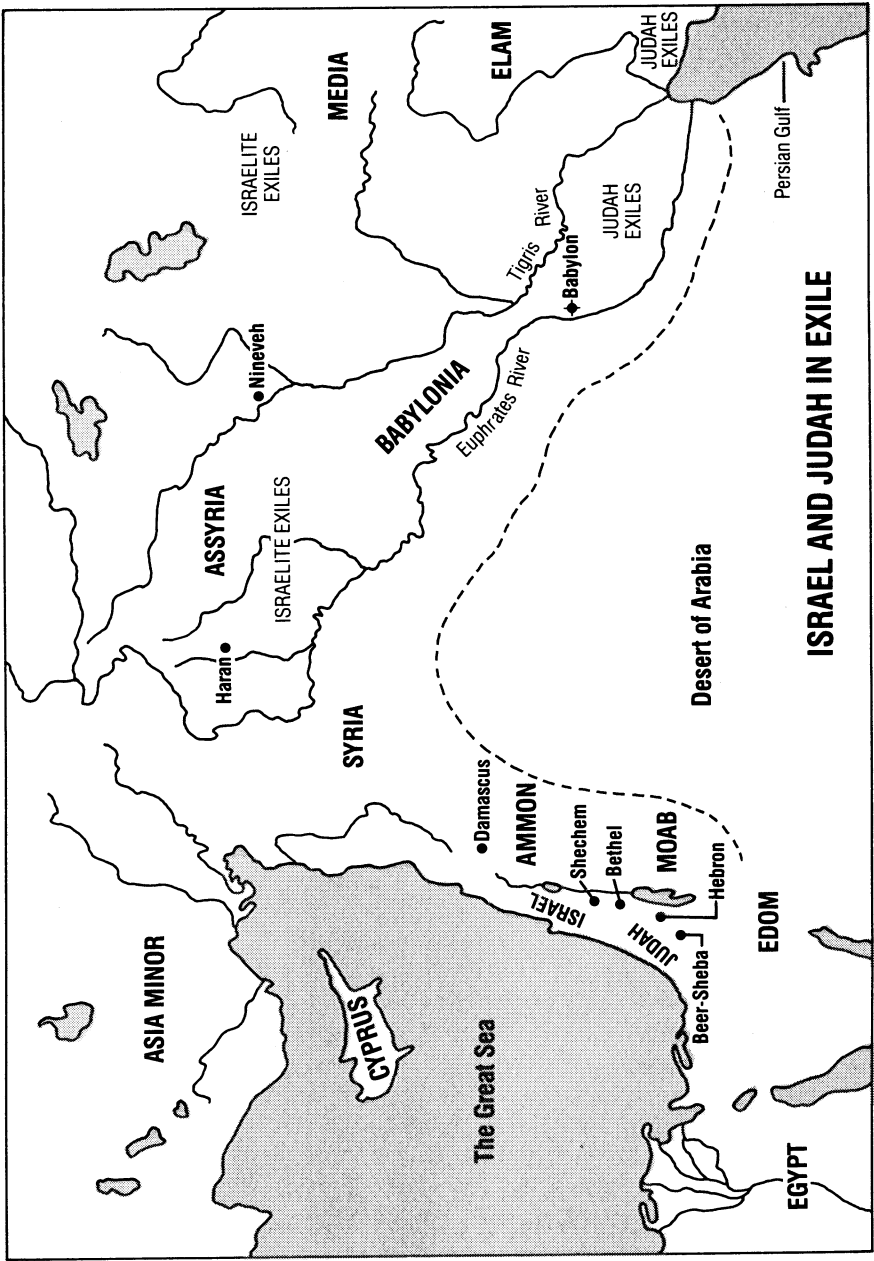 ISRAEL AND JUDAH IN EXILE
ASIA MINOR
CYPRUS
The Great Sea
EGYPT
SYRIA
Haran
ASSYRIA
ISRAELITE EXILES
Nineveh
ISRAELITE
EXILES
MEDIA
ELAM
JUDAH
EXILES
BABYLONIA
Tigris River
Euphrates River
Babylon
JUDAH
EXILES
Persian Gulf
Damascus
AMMON
Shechem
Bethel
ISRAEL
JUDAH
MOAB
Hebron
Beer-Sheba
EDOM
Desert of Arabia